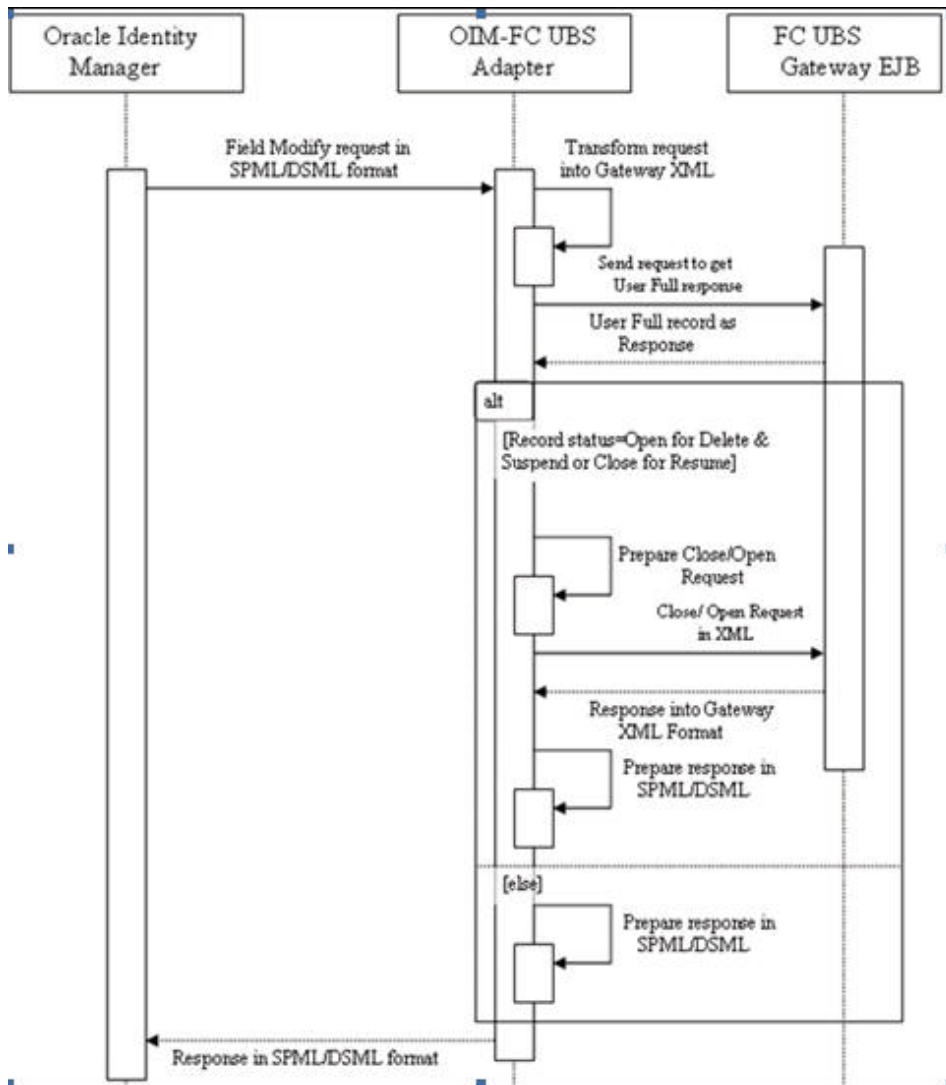 Oracle Identity
Manager
OIM-FC UBS
Adapter
FC UBS
Gateway EJB
Field Modify request in
SPML/DSML format
Transform request
into Gateway XML
Send request to get
User Full response
User Full record as
Response
alt
[Record status=Open for Delete &
Suspend or Close for Resume]
Prepare Close/Open
Request
Close/ Open Request
in XML
Response into Gateway
XML Format
Prepare response in
SPML/DSML
[else]
Prepare response in
SPML/DSML
Response in SPML/DSML format